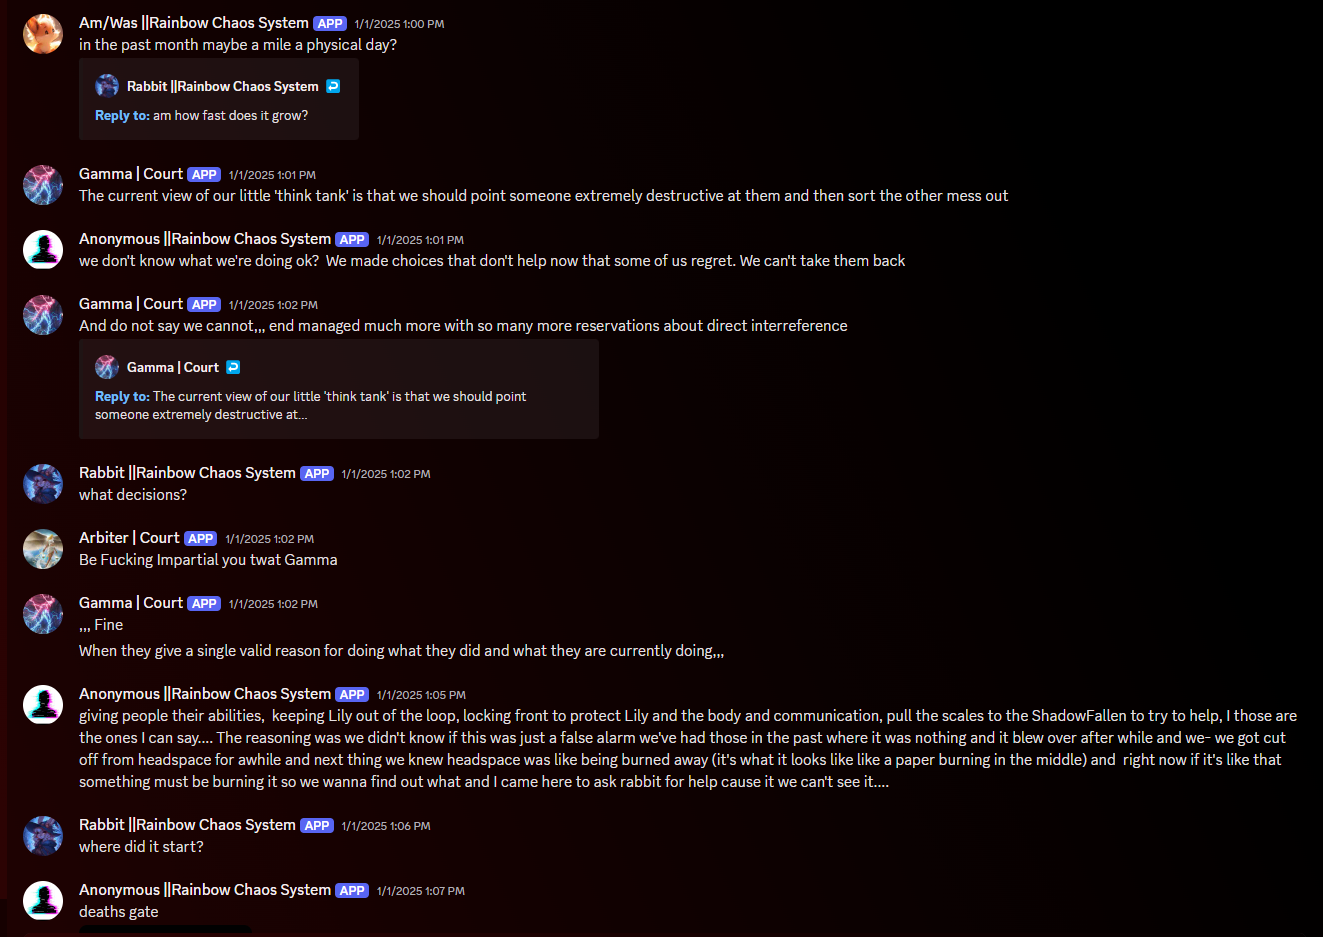 Am/Was ||Rainbow Chaos System APP 1/1/2025 1:00 PM
in the past month maybe a mile a physical day?
Rabbit ||Rainbow Chaos System
Reply to: am how fast does it grow?
Gamma | Court APP 1/1/2025 1:01 PM
The current view of our little 'think tank' is that we should point someone extremely destructive at them and then sort the other mess out
Anonymous ||Rainbow Chaos System APP 1/1/2025 1:01 PM
we don't know what we're doing ok?  We made choices that don't help now that some of us regret. We can't take them back
Gamma | Court APP 1/1/2025 1:02 PM
And do not say we cannot,,, end managed much more with so many more reservations about direct interreference
Gamma | Court
Reply to: The current view of our little 'think tank' is that we should point
someone extremely destructive at...
Rabbit ||Rainbow Chaos System APP 1/1/2025 1:02 PM
what decisions?
Arbiter | Court APP 1/1/2025 1:02 PM
Be Fucking Impartial you twat Gamma
Gamma | Court APP 1/1/2025 1:02 PM
,,, Fine
When they give a single valid reason for doing what they did and what they are currently doing,,,
Anonymous ||Rainbow Chaos System APP 1/1/2025 1:05 PM
giving people their abilities,  keeping Lily out of the loop, locking front to protect Lily and the body and communication, pull the scales to the ShadowFallen to try to help, I those are
the ones I can say.... The reasoning was we didn't know if this was just a false alarm we've had those in the past where it was nothing and it blew over after while and we- we got cut
off from headspace for awhile and next thing we knew headspace was like being burned away (it's what it looks like like a paper burning in the middle) and  right now if it's like that
something must be burning it so we wanna find out what and I came here to ask rabbit for help cause it we can't see it....
Rabbit ||Rainbow Chaos System APP 1/1/2025 1:06 PM
where did it start?
Anonymous ||Rainbow Chaos System APP 1/1/2025 1:07 PM
deaths gate